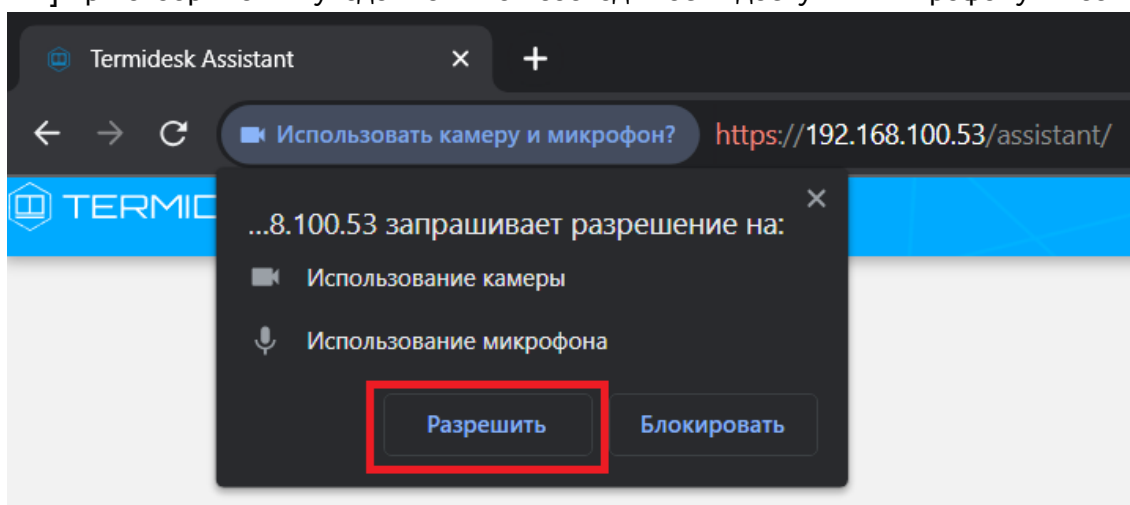 Termidesk Assistant
Использовать камеру и микрофон? https://192.168.100.53/assistant/
...8.100.53 запрашивает разрешение на:
Использование камеры
Использование микрофона
Разрешить Блокировать